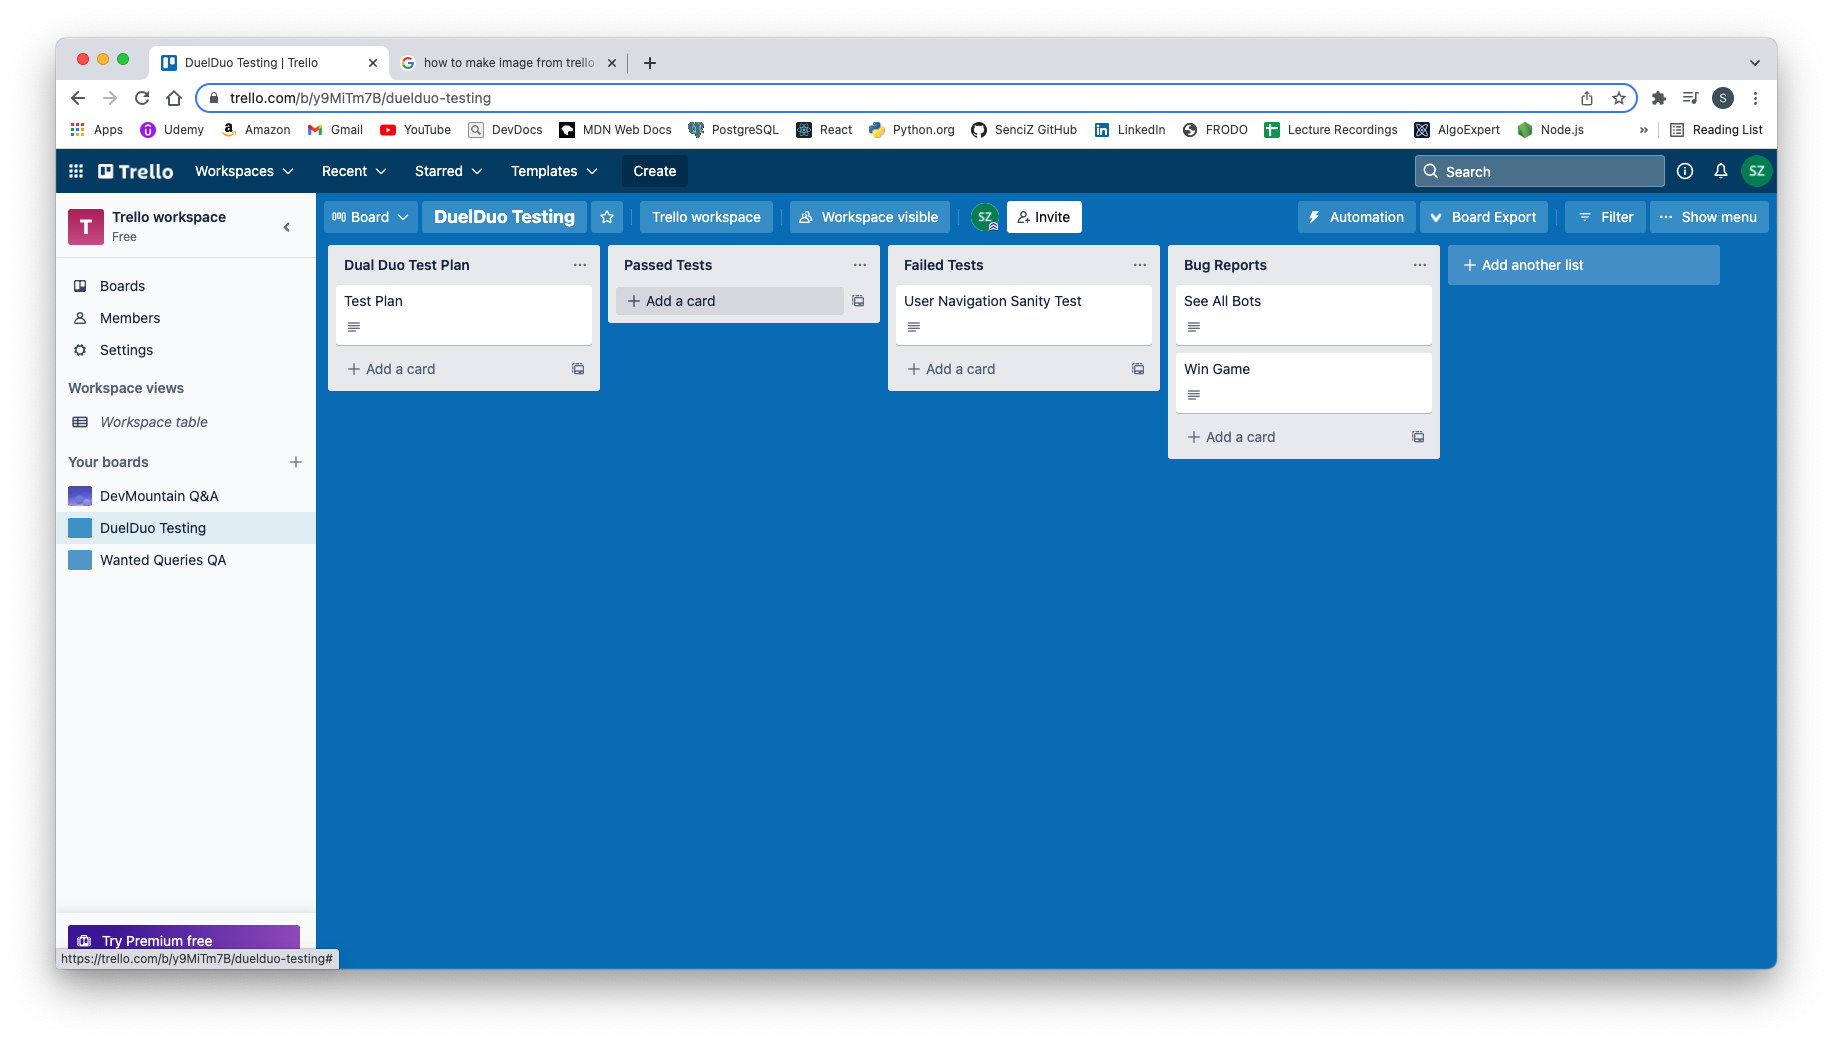 DuelDuo Testing | Trello
how to make image from trello
trello.com/b/y9MiTm7B/duelduo-testing
S
Apps
Udemy
Amazon
Gmail
YouTube
DevDocs
MDN Web Docs
PostgreSQL
React
Python.org
SenciZ GitHub
LinkedIn
FRODO
Lecture Recordings
AlgoExpert
Node.js
»
Reading List
Trello
Workspaces
Recent
Starred
Templates
Create
Search
SZ
T
Trello workspace
Free
Board
DuelDuo Testing
Trello workspace
Workspace visible
SZ
Invite
Automation
Board Export
Filter
Show menu
Boards
Members
Settings
Workspace views
Workspace table
Your boards
DevMountain Q&A
DuelDuo Testing
Wanted Queries QA
Try Premium free
https://trello.com/b/y9MiTm7B/duelduo-testing#
Dual Duo Test Plan
Test Plan
+ Add a card
Passed Tests
+ Add a card
Failed Tests
User Navigation Sanity Test
+ Add a card
Bug Reports
See All Bots
Win Game
+ Add a card
+ Add another list